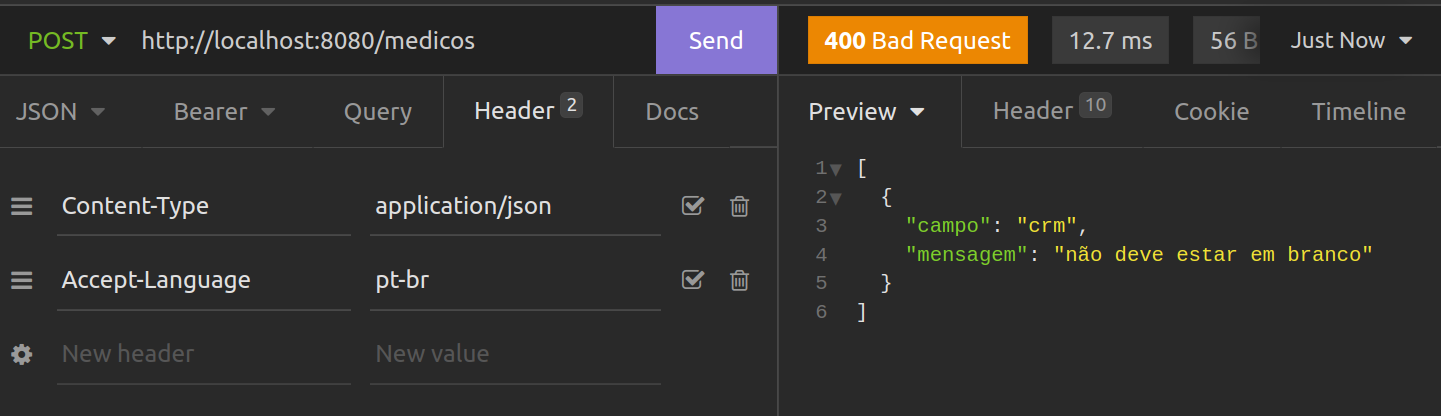 POST http://localhost:8080/medicos Send
400 Bad Request 12.7 ms 56 B Just Now
JSON Bearer Query Header 2 Docs
Preview Header 10 Cookie Timeline
Content-Type application/json
Accept-Language pt-br
New header New value
1 [
2 {
3 "campo": "crm",
4 "mensagem": "não deve estar em branco"
5 }
6 ]